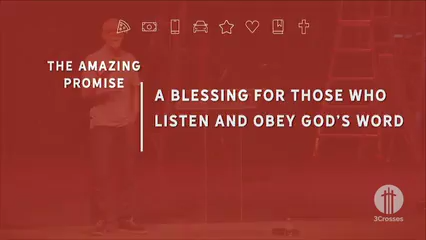 THE AMAZING
PROMISE
A BLESSING FOR THOSE WHO
LISTEN AND OBEY GOD'S WORD
3Crosses